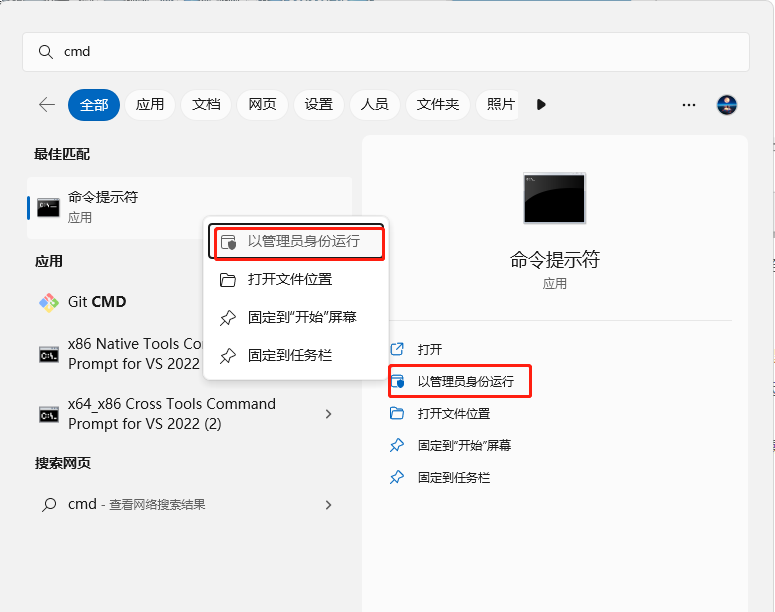 cmd
全部 应用 文档 网页 设置 人员 文件夹 照片
最佳匹配
命令提示符
应用
以管理员身份运行
打开文件位置
固定到“开始”屏幕
固定到任务栏
应用
Git CMD
x86 Native Tools Co
Prompt for VS 2022
x64_x86 Cross Tools Command
Prompt for VS 2022 (2)
搜索网页
cmd - 查看网络搜索结果
命令提示符
应用
打开
以管理员身份运行
打开文件位置
固定到“开始”屏幕
固定到任务栏